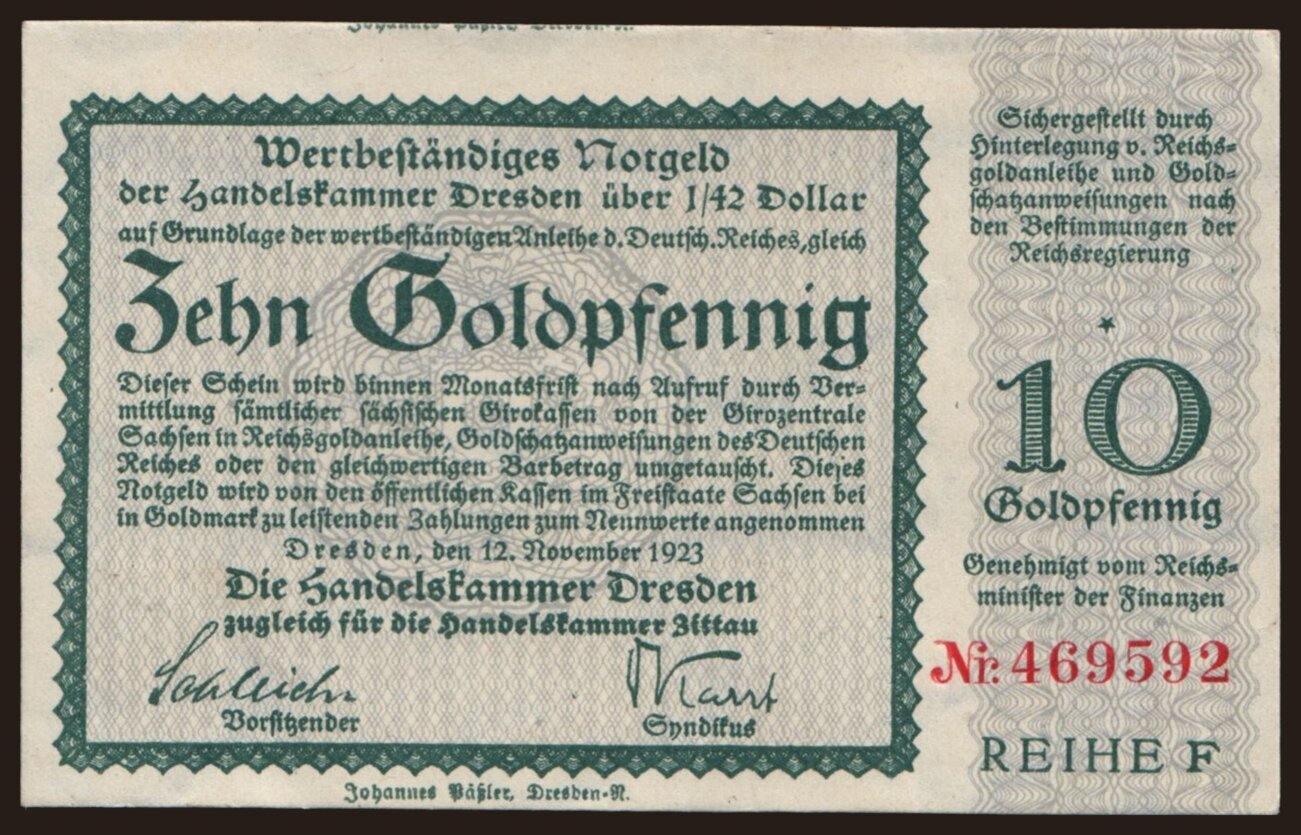 Wertbeständiges Notgeld
der Handelskammer Dresden über 1/42 Dollar
auf Grundlage der wertbeständigen Anleihe d. Deutsch. Reiches, gleich
Zehn Goldpfennig
Dieser Schein wird binnen Monatsfrist nach Aufruf durch Ver-
mittlung sämtlicher sächsischen Girokassen von der Girozentrale
Sachsen in Reichsgoldanleihe, Goldschatzanweisungen des Deutschen
Reiches oder den gleichwertigen Barbetrag umgetauscht. Dieses
Notgeld wird von den öffentlichen Kassen im Freistaate Sachsen bei
in Goldmark zu leistenden Zahlungen zum Nennwerte angenommen
Dresden, den 12. November 1923
Die Handelskammer Dresden
zugleich für die Handelskammer Zittau
Vorsitzender
Syndikus
Johannes Päßler, Dresden-N.
Sichergestellt durch
Hinterlegung v. Reichs-
goldanleihe und Gold-
schatzanweisungen nach
den Bestimmungen der
Reichsregierung
10
Goldpfennig
Genehmigt vom Reichs-
minister der Finanzen
Nr. 469592
REIHE F